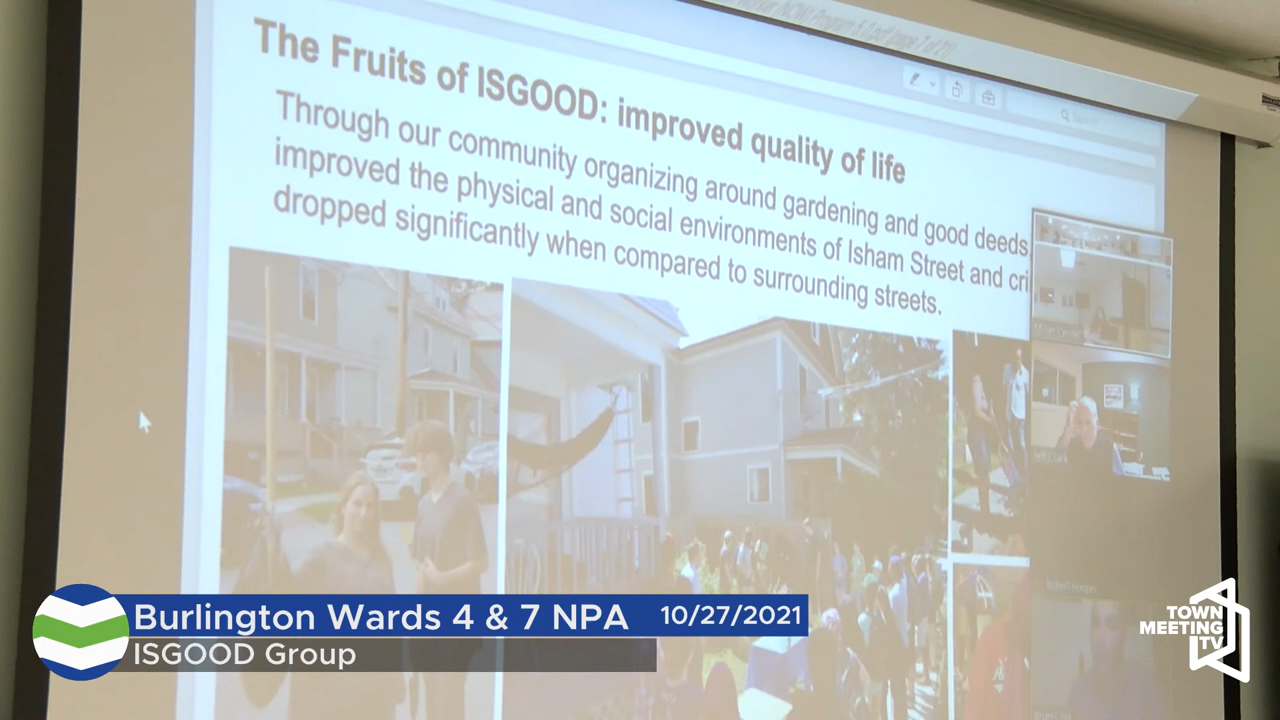 The Fruits of ISGOOD: improved quality of life
Through our community organizing around gardening and good deeds
improved the physical and social environments of Isham Street and cri
dropped significantly when compared to surrounding streets.
Robert Hooper
Burlington Wards 4 & 7 NPA 10/27/2021
ISGOOD Group
TOWN
MEETING
TV